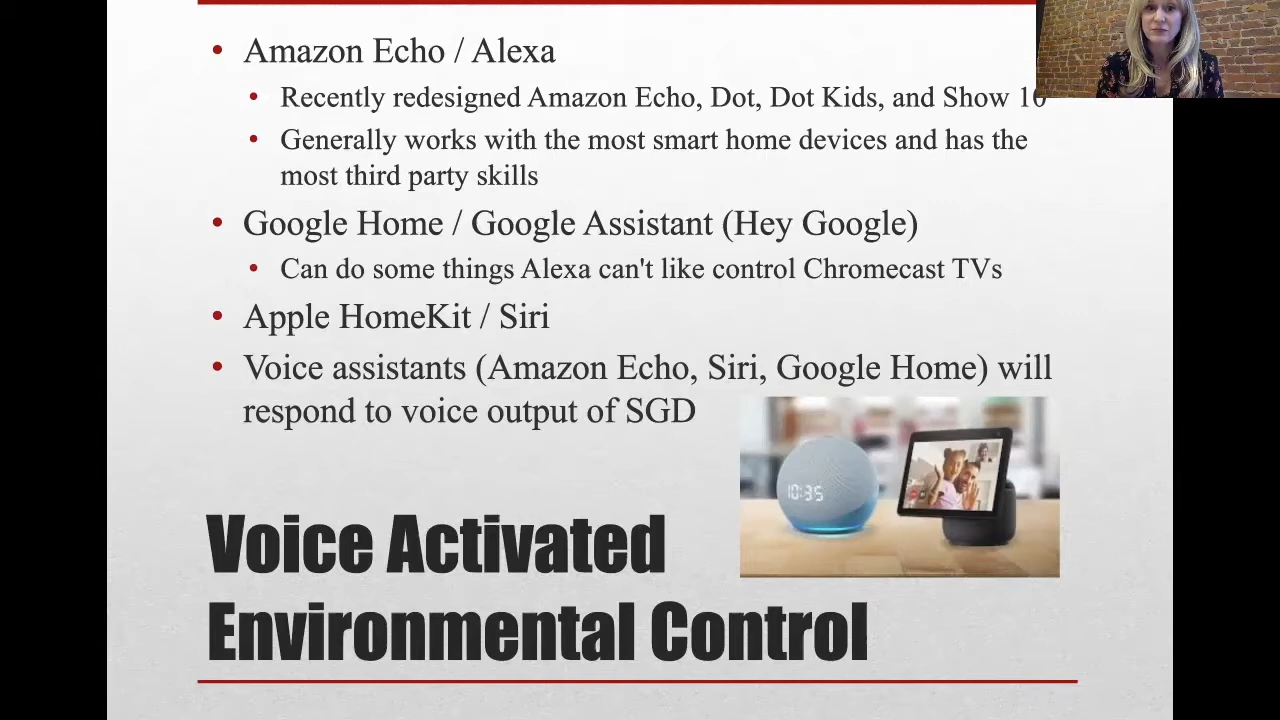 Amazon Echo / Alexa
Recently redesigned Amazon Echo, Dot, Dot Kids, and Show 10
Generally works with the most smart home devices and has the
most third party skills
Google Home / Google Assistant (Hey Google)
Can do some things Alexa can't like control Chromecast TVs
Apple HomeKit / Siri
Voice assistants (Amazon Echo, Siri, Google Home) will
respond to voice output of SGD
10:35
Voice Activated
Environmental Control